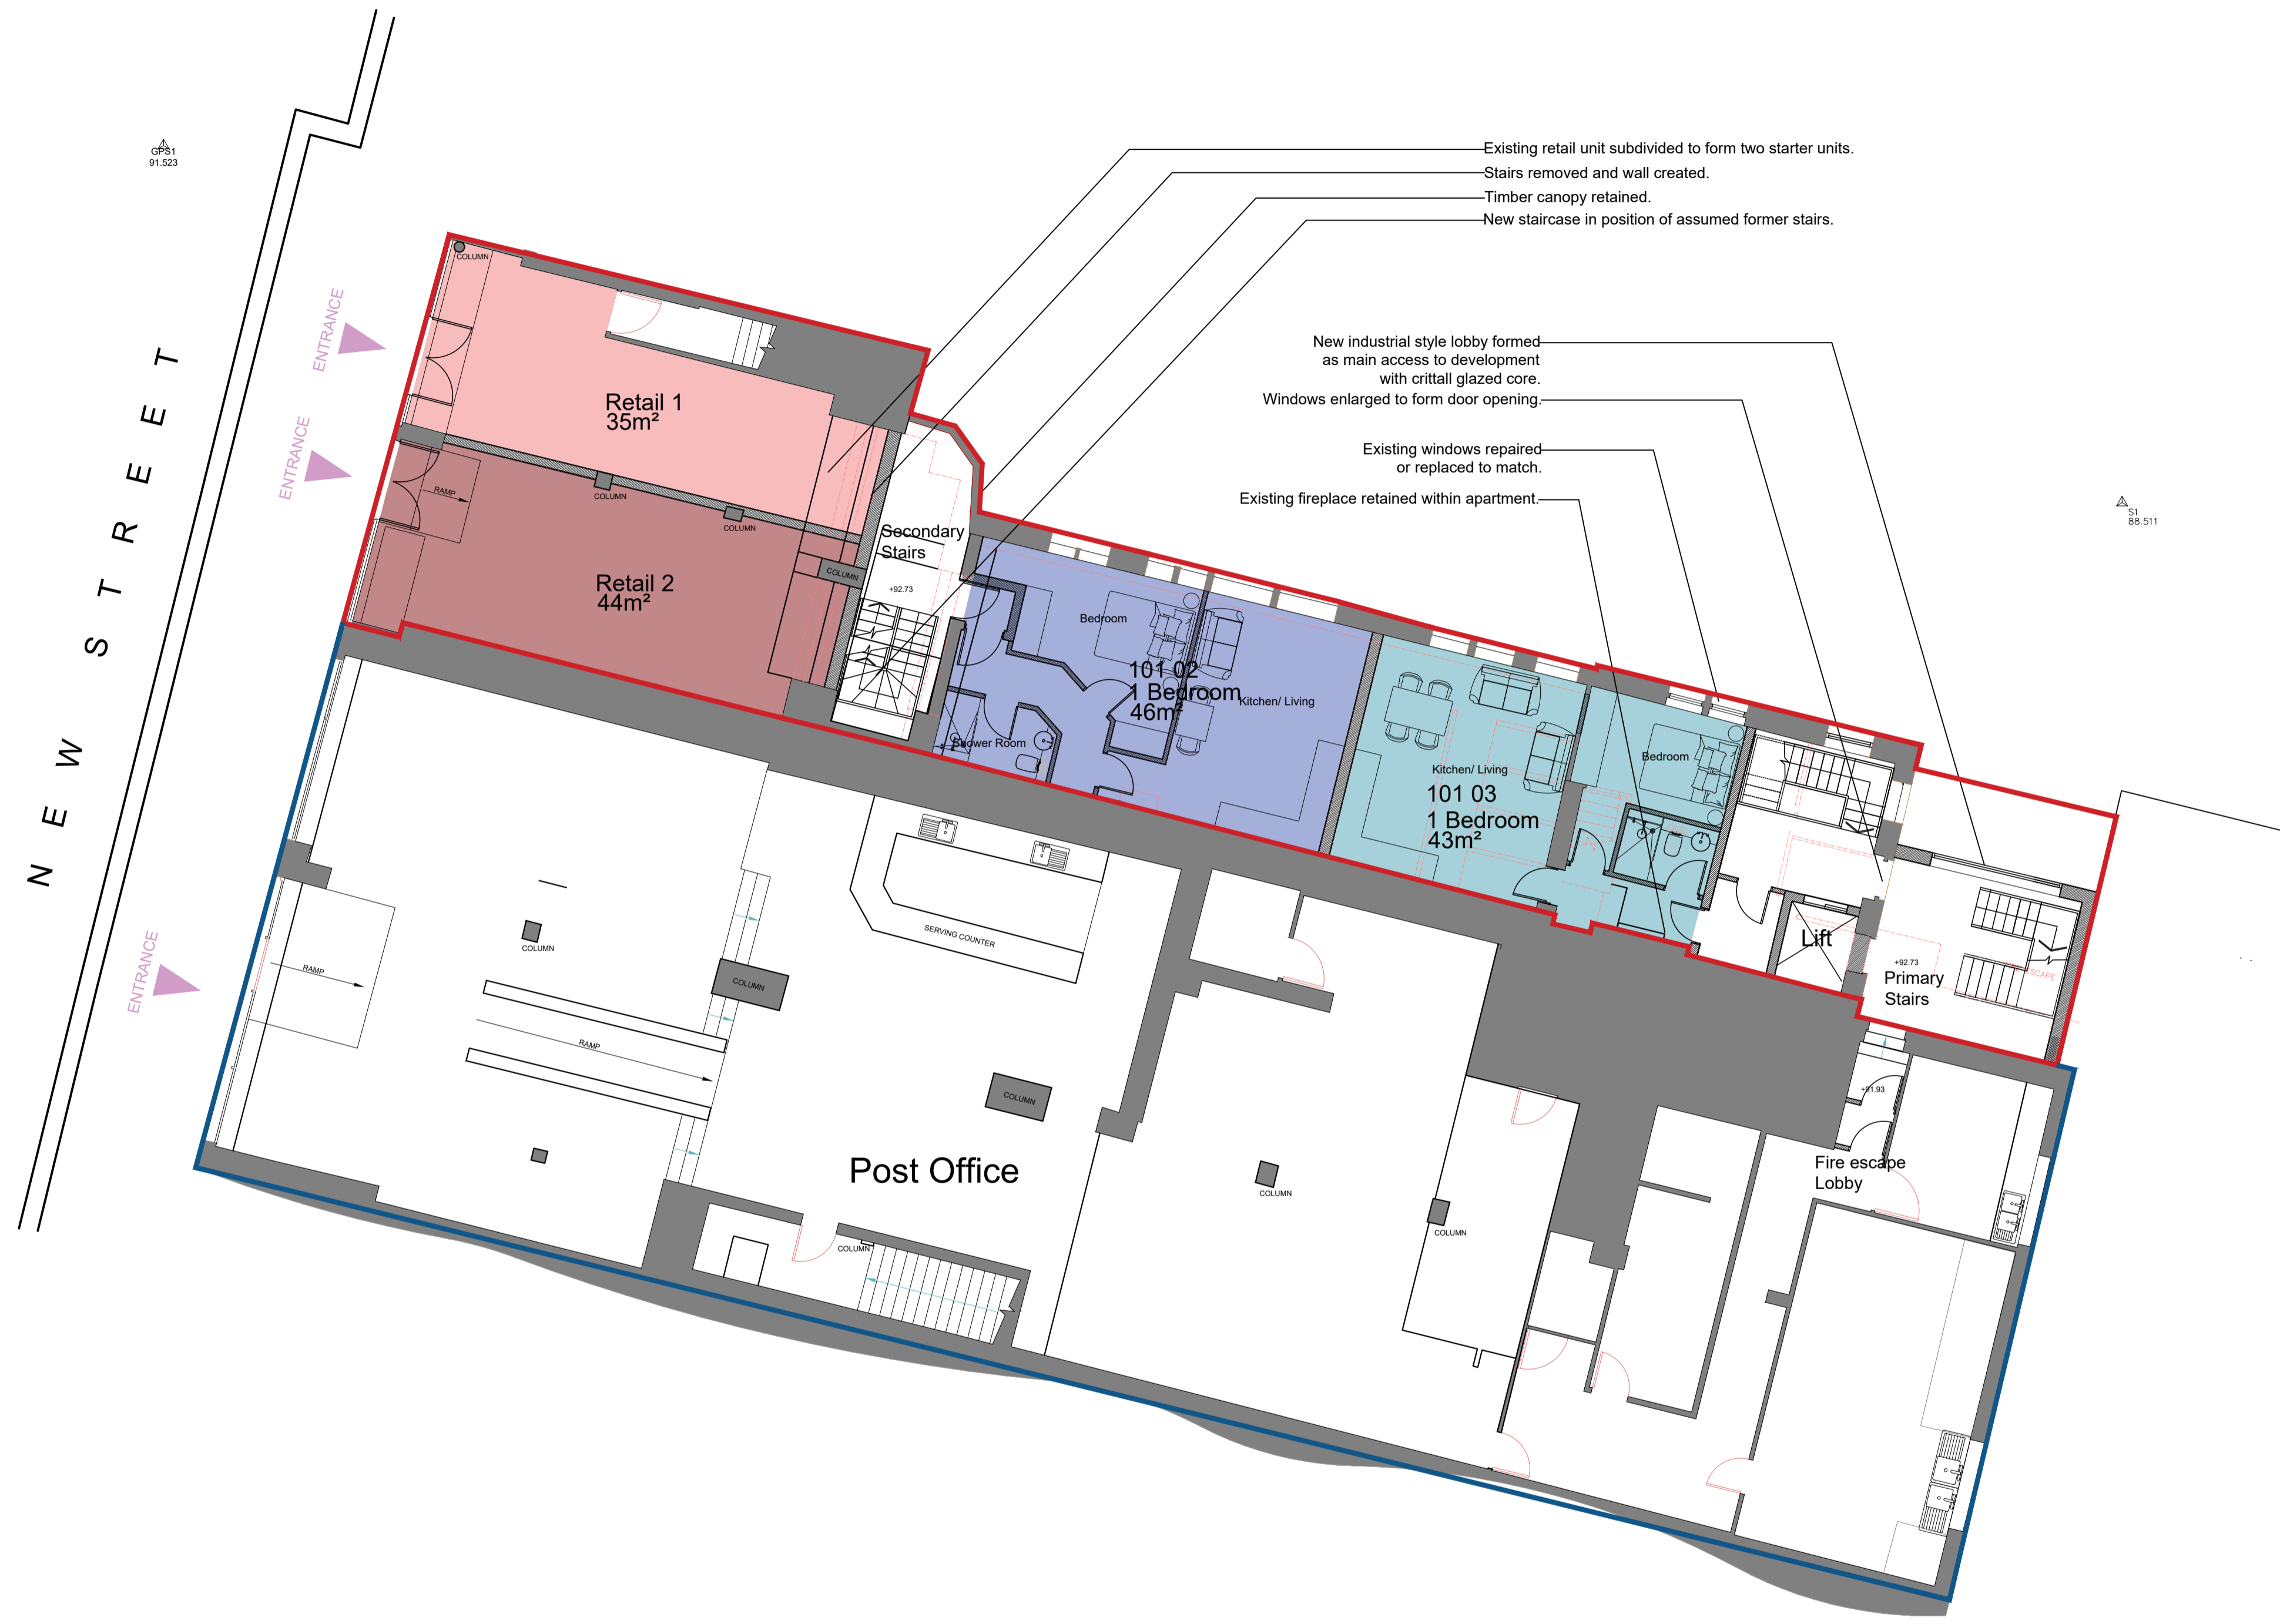 GPS1
91.523
Existing retail unit subdivided to form two starter units.
Stairs removed and wall created.
Timber canopy retained.
New staircase in position of assumed former stairs.
New industrial style lobby formed
as main access to development
with crittall glazed core.
Windows enlarged to form door opening.
Existing windows repaired
or replaced to match.
Existing fireplace retained within apartment.
S1
88.511
NEW STREET
ENTRANCE
ENTRANCE
ENTRANCE
COLUMN
Retail 1
35m²
COLUMN
COLUMN
RAMP
Retail 2
44m²
COLUMN
Secondary
Stairs
+92.73
Bedroom
101 02
1 Bedroom
46m²
Kitchen/ Living
Shower Room
Kitchen/ Living
101 03
1 Bedroom
43m²
Bedroom
Lift
+92.73
Primary
Stairs
+91.93
Fire escape
Lobby
SERVING COUNTER
COLUMN
RAMP
COLUMN
RAMP
COLUMN
Post Office
COLUMN
COLUMN
COLUMN